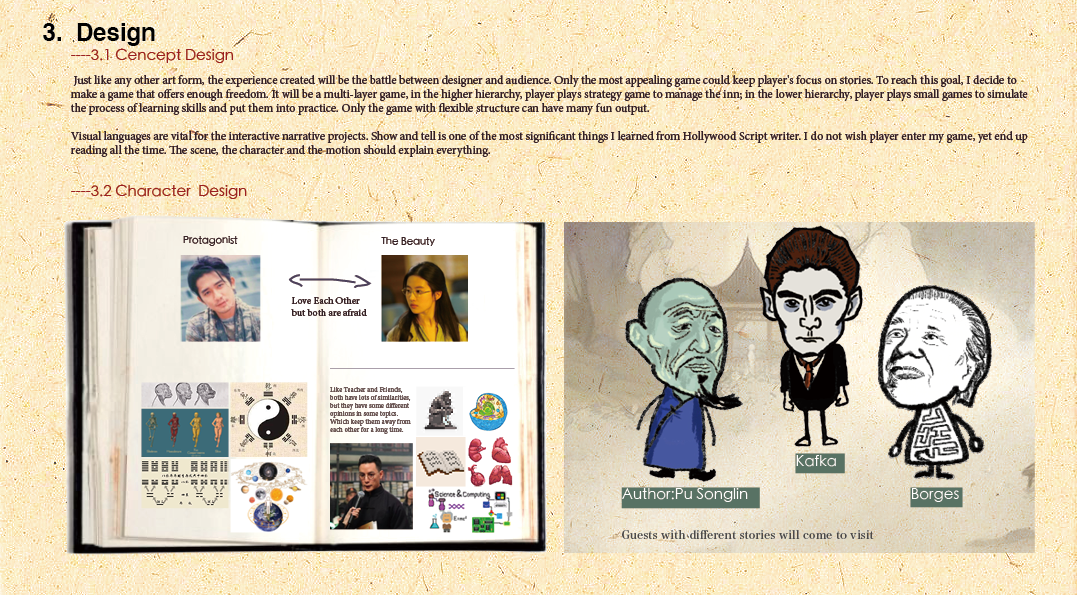 3. Design
----3.1 Cencept Design
Just like any other art form, the experience created will be the battle between designer and audience. Only the most appealing game could keep player's focus on stories. To reach this goal, I decide to
make a game that offers enough freedom. It will be a multi-layer game, in the higher hierarchy, player plays strategy game to manage the inn; in the lower hierarchy, player plays small games to simulate
the process of learning skills and put them into practice. Only the game with flexible structure can have many fun output.
Visual languages are vital for the interactive narrative projects. Show and tell is one of the most significant things I learned from Hollywood Script writer. I do not wish player enter my game, yet end up
reading all the time. The scene, the character and the motion should explain everything.
----3.2 Character Design
Protagonist
The Beauty
Love Each Other
but both are afraid
Like Teacher and Friends,
both have lots of similarities,
but they have some different
opinions in some topics.
Which keep them away from
each other for a long time.
Science & Computing
Kafka
Author:Pu Songlin
Borges
Guests with different stories will come to visit